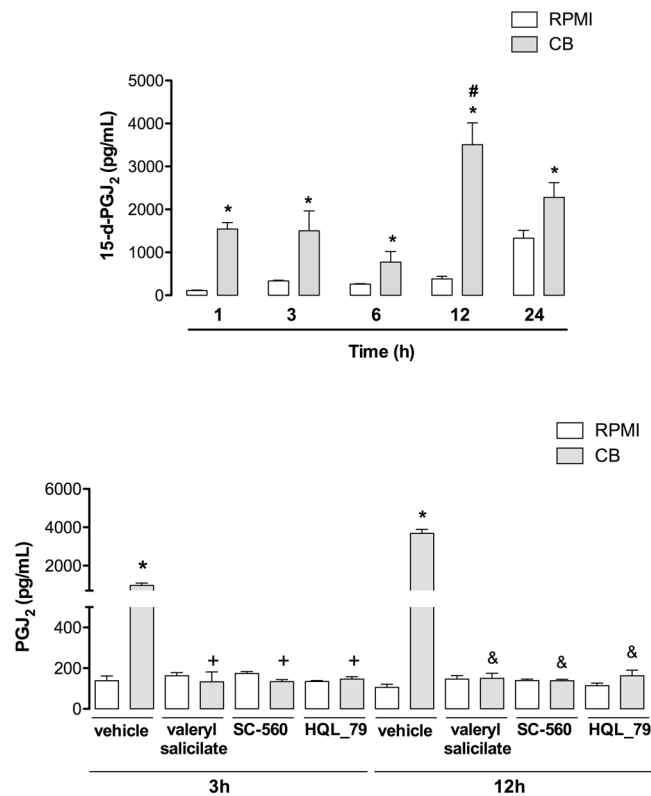 RPMI
CB
15-d-PGJ2 (pg/mL)
5000
4000
3000
2000
1000
0
*
*
*
#
*
*
1 3 6 12 24
Time (h)
RPMI
CB
PGJ2 (pg/mL)
6000
4000
2000
400
200
0
*
+ + +
*
& & &
vehicle valeryl SC-560 HQL_79 vehicle valeryl SC-560 HQL_79
salicilate salicilate
3h 12h